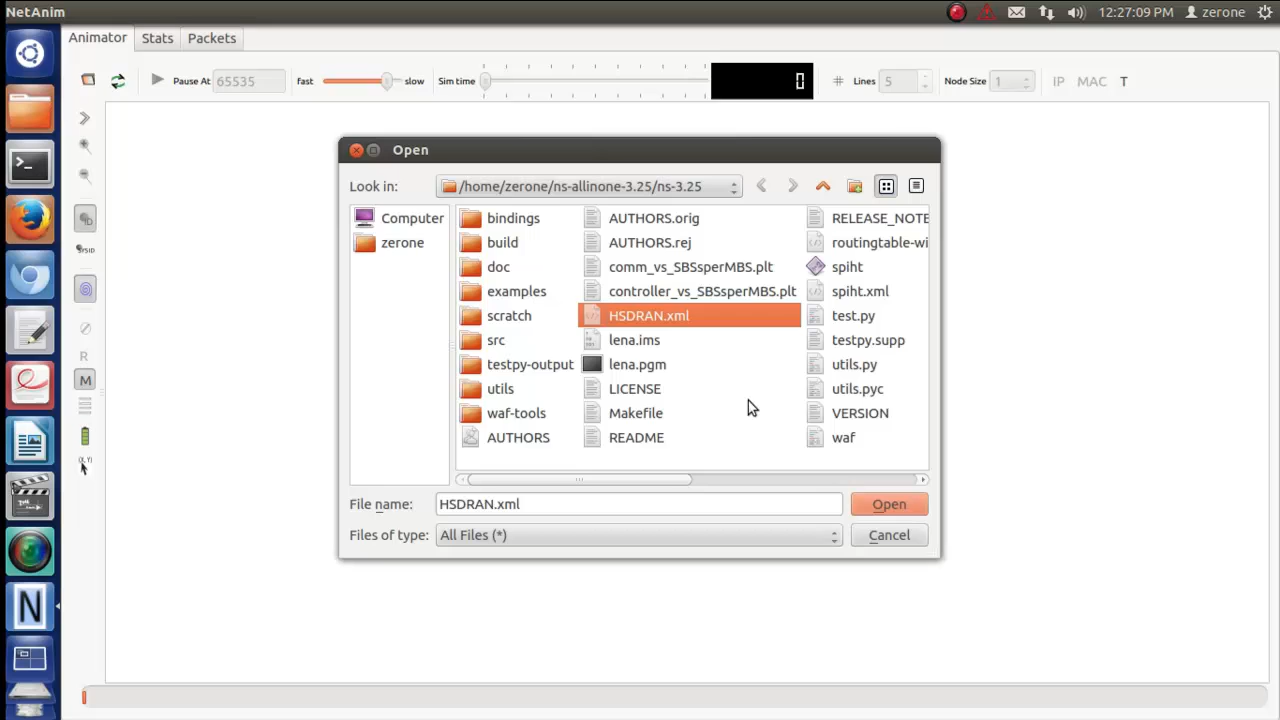 NetAnim
12:27:09 PM
zerone
Animator
Stats
Packets
Pause At
65535
fast
slow
Sim time
0
Lines
5
Node Size
1
IP
MAC
T
SYSID
R
M
Open
Look in:
/home/zerone/ns-allinone-3.25/ns-3.25
Computer
zerone
bindings
build
doc
examples
scratch
src
testpy-output
utils
waf-tools
AUTHORS
AUTHORS.orig
AUTHORS.rej
comm_vs_SBSsperMBS.plt
controller_vs_SBSsperMBS.plt
HSDRAN.xml
lena.ims
lena.pgm
LICENSE
Makefile
README
RELEASE_NOTE
routingtable-wi
spiht
spiht.xml
test.py
testpy.supp
utils.py
utils.pyc
VERSION
waf
File name:
HSDRAN.xml
Open
Files of type:
All Files (*)
Cancel